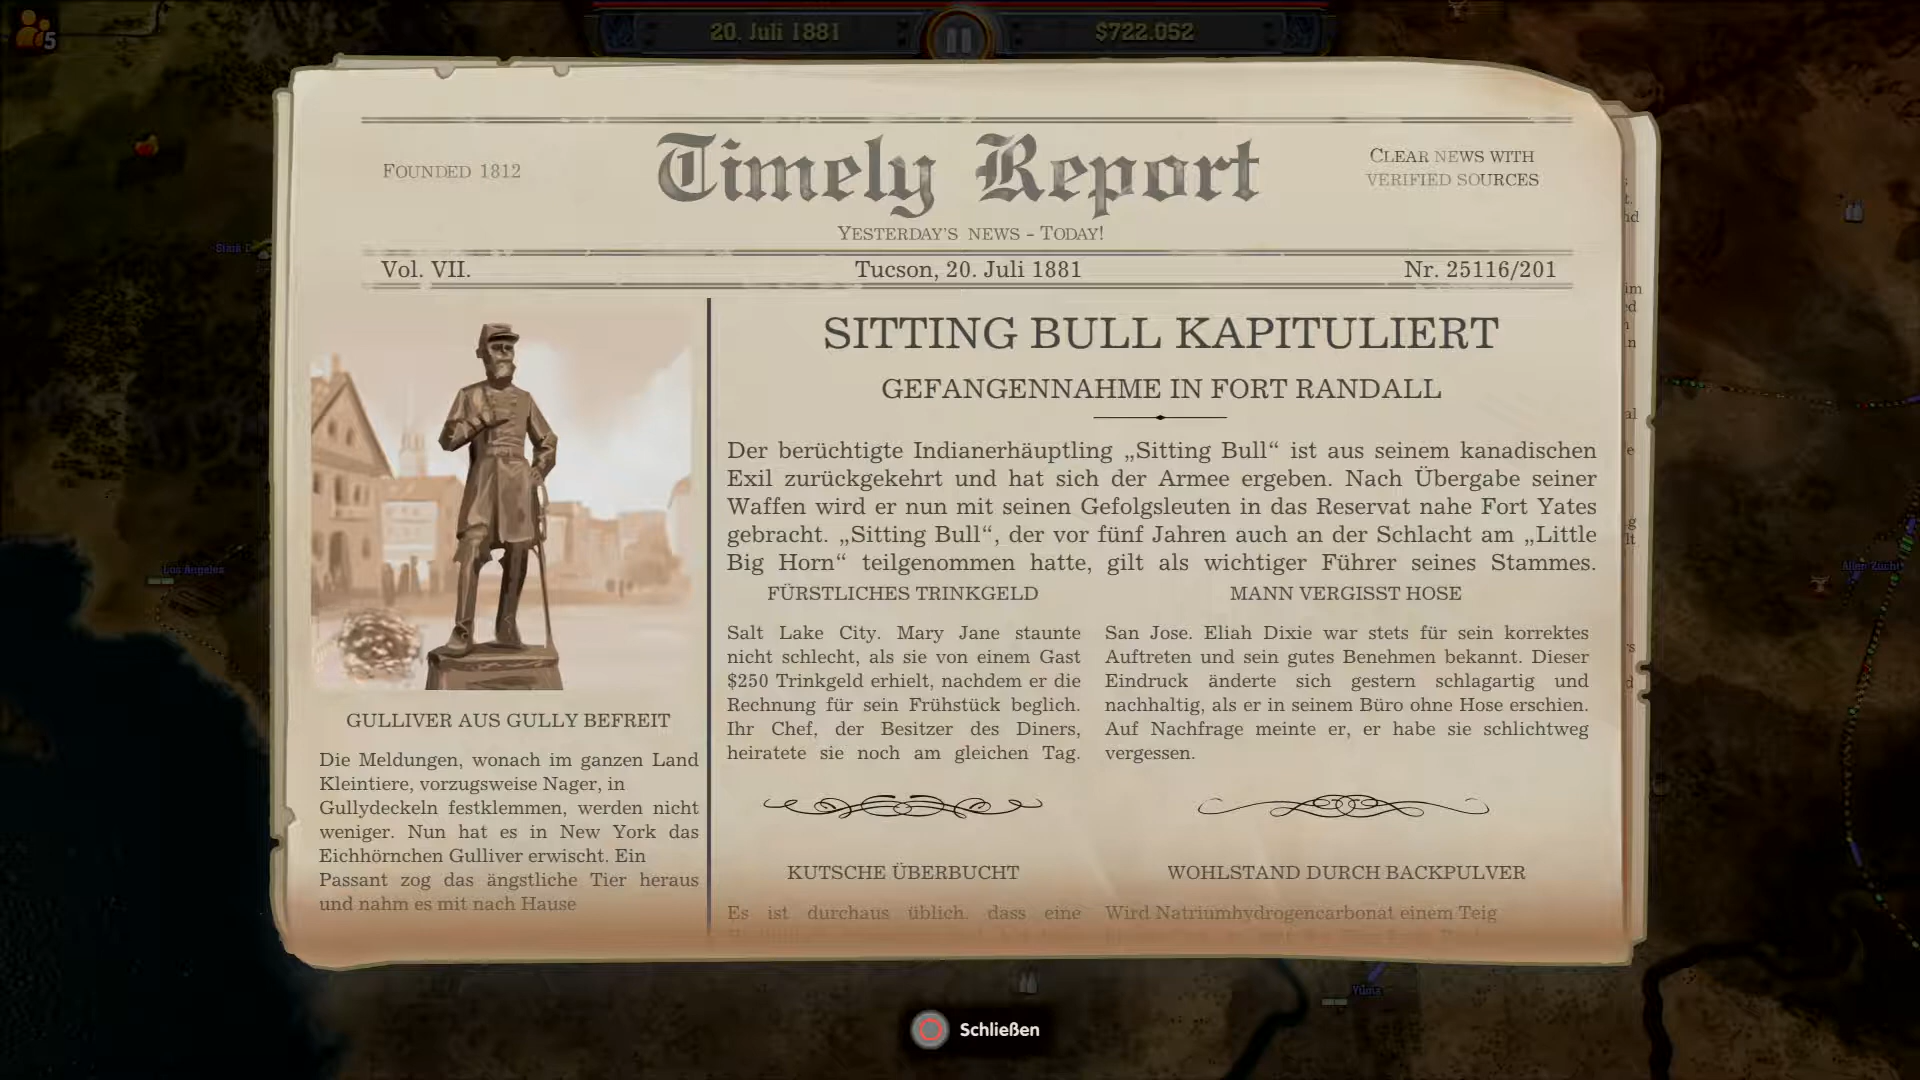 5
20. Juli 1881
$722.052
FOUNDED 1812
Timely Report
CLEAR NEWS WITH
VERIFIED SOURCES
YESTERDAY'S NEWS - TODAY!
Vol. VII.
Tucson, 20. Juli 1881
Nr. 25116/201
SITTING BULL KAPITULIERT
GEFANGENNAHME IN FORT RANDALL
Der berüchtigte Indianerhäuptling „Sitting Bull“ ist aus seinem kanadischen
Exil zurückgekehrt und hat sich der Armee ergeben. Nach Übergabe seiner
Waffen wird er nun mit seinen Gefolgsleuten in das Reservat nahe Fort Yates
gebracht. „Sitting Bull“, der vor fünf Jahren auch an der Schlacht am „Little
Big Horn“ teilgenommen hatte, gilt als wichtiger Führer seines Stammes.
GULLIVER AUS GULLY BEFREIT
Die Meldungen, wonach im ganzen Land
Kleintiere, vorzugsweise Nager, in
Gullydeckeln festklemmen, werden nicht
weniger. Nun hat es in New York das
Eichhörnchen Gulliver erwischt. Ein
Passant zog das ängstliche Tier heraus
und nahm es mit nach Hause
FÜRSTLICHES TRINKGELD
Salt Lake City. Mary Jane staunte
nicht schlecht, als sie von einem Gast
$250 Trinkgeld erhielt, nachdem er die
Rechnung für sein Frühstück beglich.
Ihr Chef, der Besitzer des Diners,
heiratete sie noch am gleichen Tag.
MANN VERGISST HOSE
San Jose. Eliah Dixie war stets für sein korrektes
Auftreten und sein gutes Benehmen bekannt. Dieser
Eindruck änderte sich gestern schlagartig und
nachhaltig, als er in seinem Büro ohne Hose erschien.
Auf Nachfrage meinte er, er habe sie schlichtweg
vergessen.
KUTSCHE ÜBERBUCHT
Es ist durchaus üblich, dass eine
WOHLSTAND DURCH BACKPULVER
Wird Natriumhydrogencarbonat einem Teig
Los Angeles
Yuma
Schließen